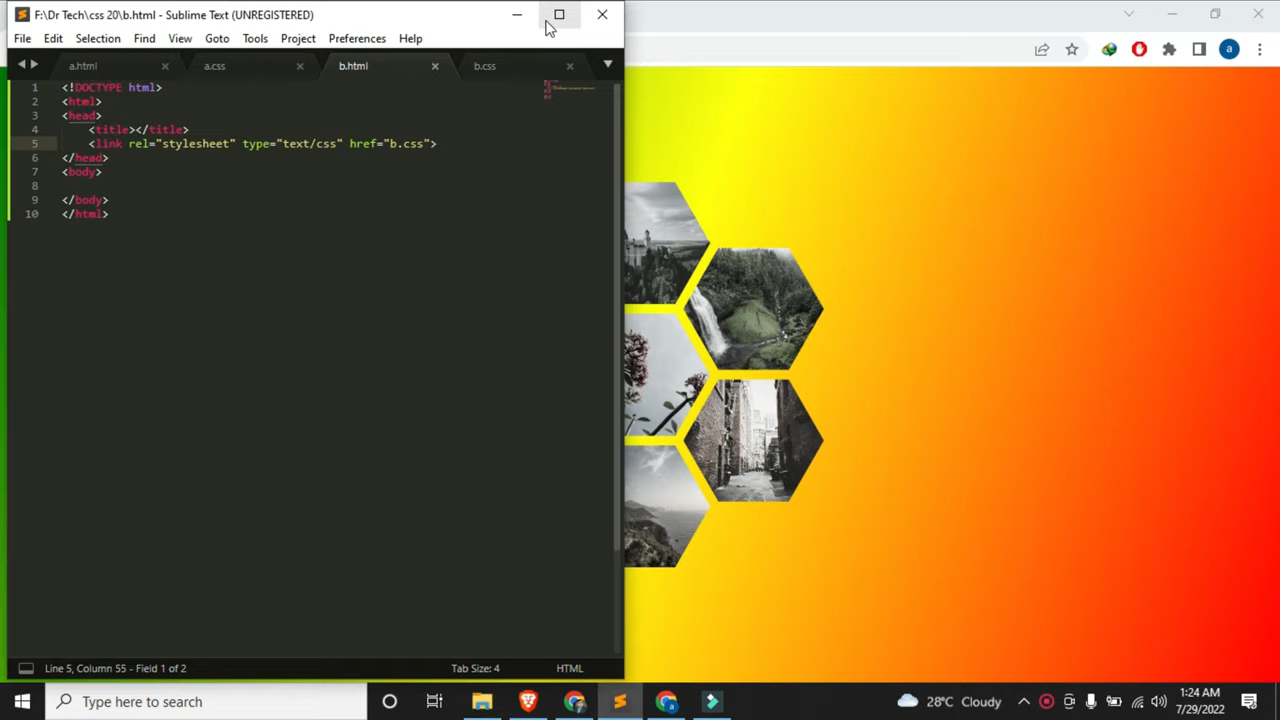 F:\Dr Tech\css 20\b.html - Sublime Text (UNREGISTERED)
File Edit Selection Find View Goto Tools Project Preferences Help
a.html a.css b.html b.css
1 <!DOCTYPE html>
2 <html>
3 <head>
4 <title></title>
5 <link rel="stylesheet" type="text/css" href="b.css">
6 </head>
7 <body>
8
9 </body>
10 </html>
a
Line 5, Column 55 - Field 1 of 2 Tab Size: 4 HTML
Type here to search
28°C Cloudy
1:24 AM
7/29/2022